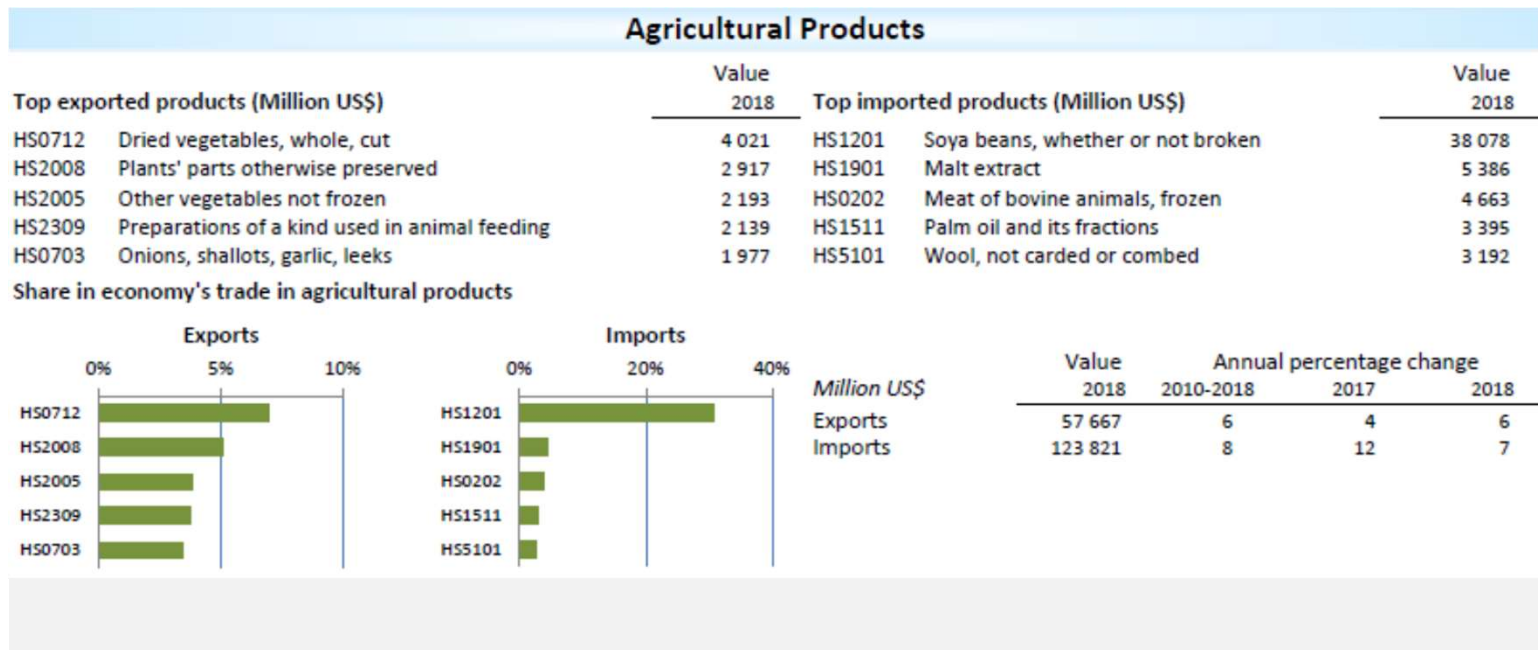 Agricultural Products
Value
Top exported products (Million US$) 2018
HS0712 Dried vegetables, whole, cut 4 021
HS2008 Plants' parts otherwise preserved 2 917
HS2005 Other vegetables not frozen 2 193
HS2309 Preparations of a kind used in animal feeding 2 139
HS0703 Onions, shallots, garlic, leeks 1 977
Value
Top imported products (Million US$) 2018
HS1201 Soya beans, whether or not broken 38 078
HS1901 Malt extract 5 386
HS0202 Meat of bovine animals, frozen 4 663
HS1511 Palm oil and its fractions 3 395
HS5101 Wool, not carded or combed 3 192
Share in economy's trade in agricultural products
Exports
0% 5% 10%
HS0712
HS2008
HS2005
HS2309
HS0703
Imports
0% 20% 40%
HS1201
HS1901
HS0202
HS1511
HS5101
Value Annual percentage change
Million US$ 2018 2010-2018 2017 2018
Exports 57 667 6 4 6
Imports 123 821 8 12 7